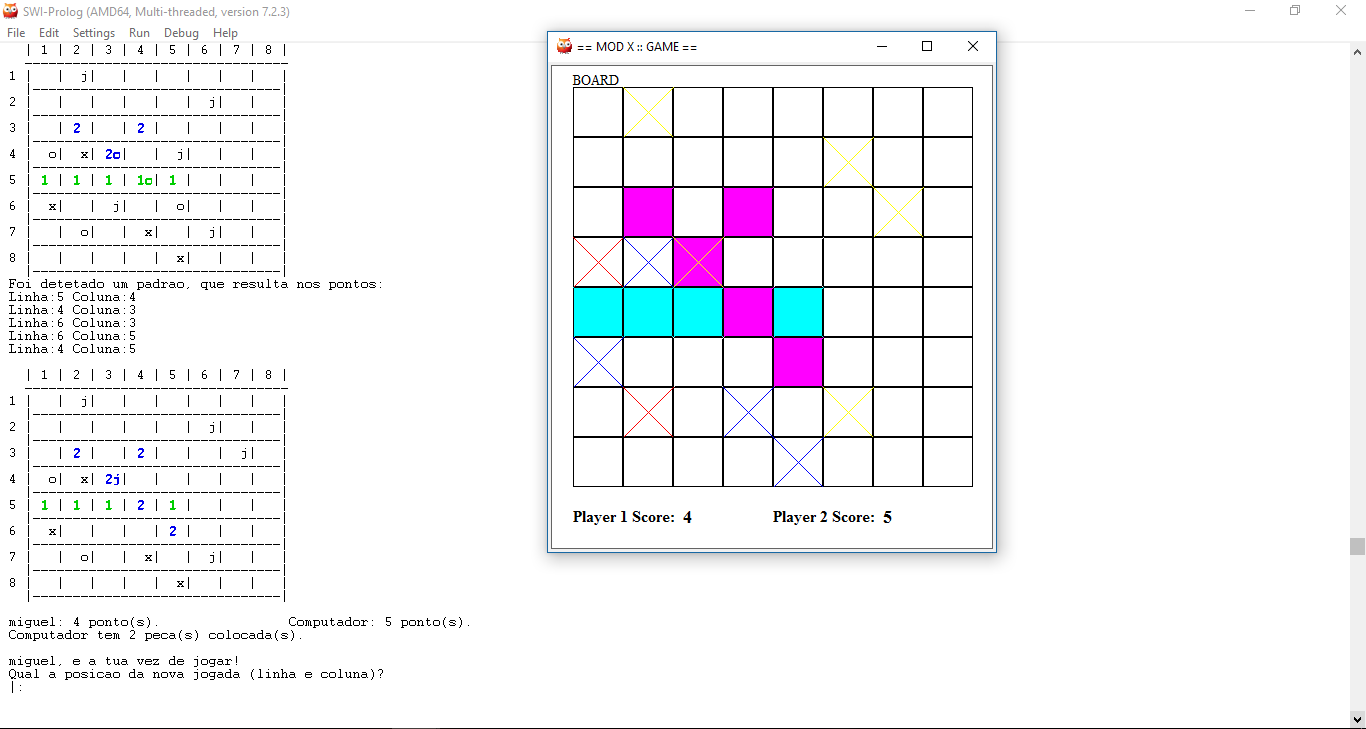 SWI-Prolog (AMD64, Multi-threaded, version 7.2.3)
File Edit Settings Run Debug Help
| 1 | 2 | 3 | 4 | 5 | 6 | 7 | 8 |
1 | | j| | | | | | |
2 | | | | | | j| | |
3 | | 2 | | 2 | | | | |
4 | o| x| 2o| | j| | | |
5 | 1 | 1 | 1 | 1o| 1 | | | |
6 | x| | j| | o| | | |
7 | | o| | x| | j| | |
8 | | | | | x| | | |
Foi detetado um padrao, que resulta nos pontos:
Linha:5 Coluna:4
Linha:4 Coluna:3
Linha:6 Coluna:3
Linha:6 Coluna:5
Linha:4 Coluna:5
| 1 | 2 | 3 | 4 | 5 | 6 | 7 | 8 |
1 | | j| | | | | | |
2 | | | | | | j| | |
3 | | 2 | | 2 | | | j| |
4 | o| x| 2j| | | | | |
5 | 1 | 1 | 1 | 2 | 1 | | | |
6 | x| | | | 2 | | | |
7 | | o| | x| | j| | |
8 | | | | | x| | | |
miguel: 4 ponto(s). Computador: 5 ponto(s).
Computador tem 2 peca(s) colocada(s).
miguel, e a tua vez de jogar!
Qual a posicao da nova jogada (linha e coluna)?
|:
== MOD X :: GAME ==
BOARD
Player 1 Score: 4 Player 2 Score: 5